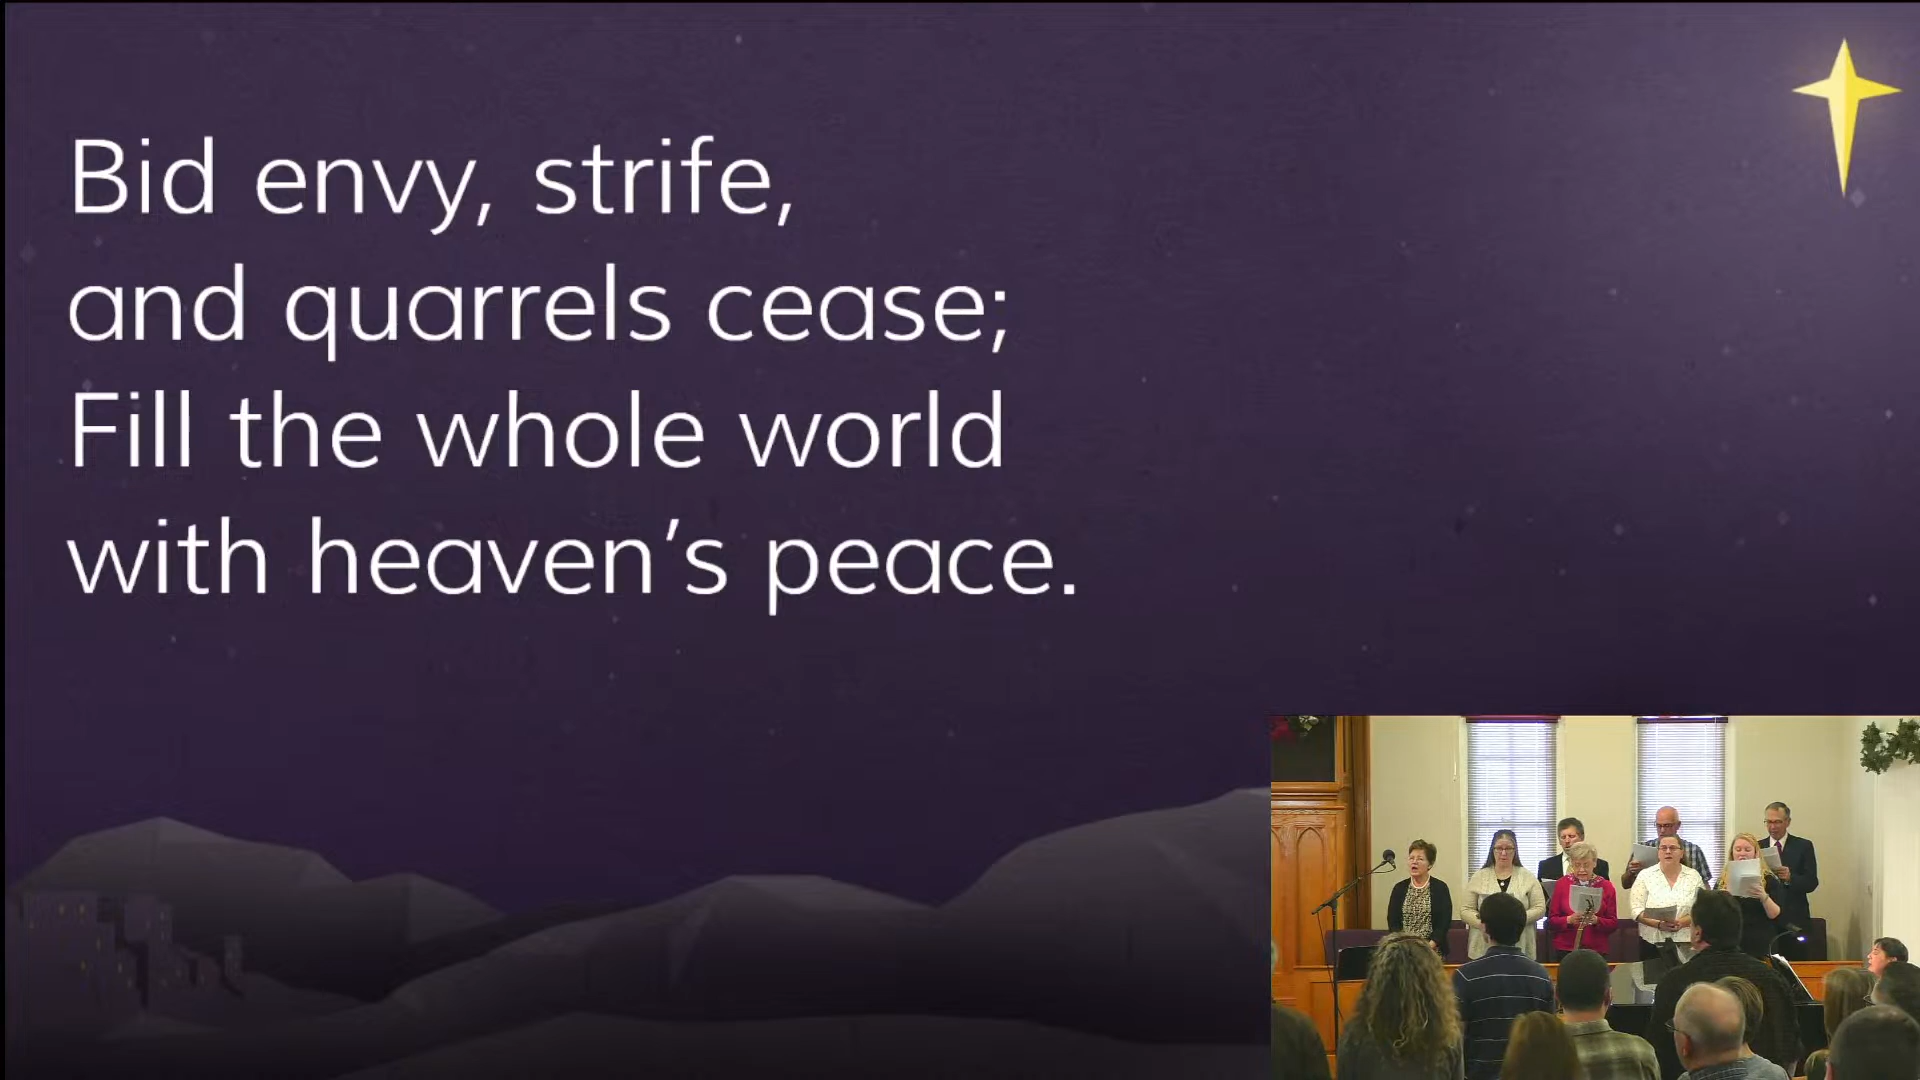 Bid envy, strife,
and quarrels cease;
Fill the whole world
with heaven’s peace.